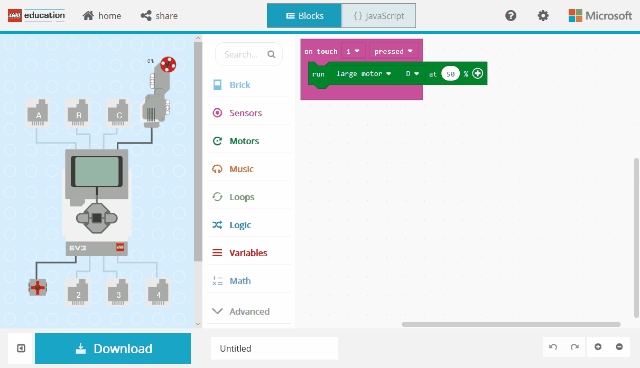 LEGO education
home
share
Blocks
{ } JavaScript
Microsoft
A
B
C
EV3
LEGO
2
3
4
Search...
Brick
Sensors
Motors
Music
Loops
Logic
Variables
Math
Advanced
on touch 1 pressed
run large motor D at 50 %
Download
Untitled